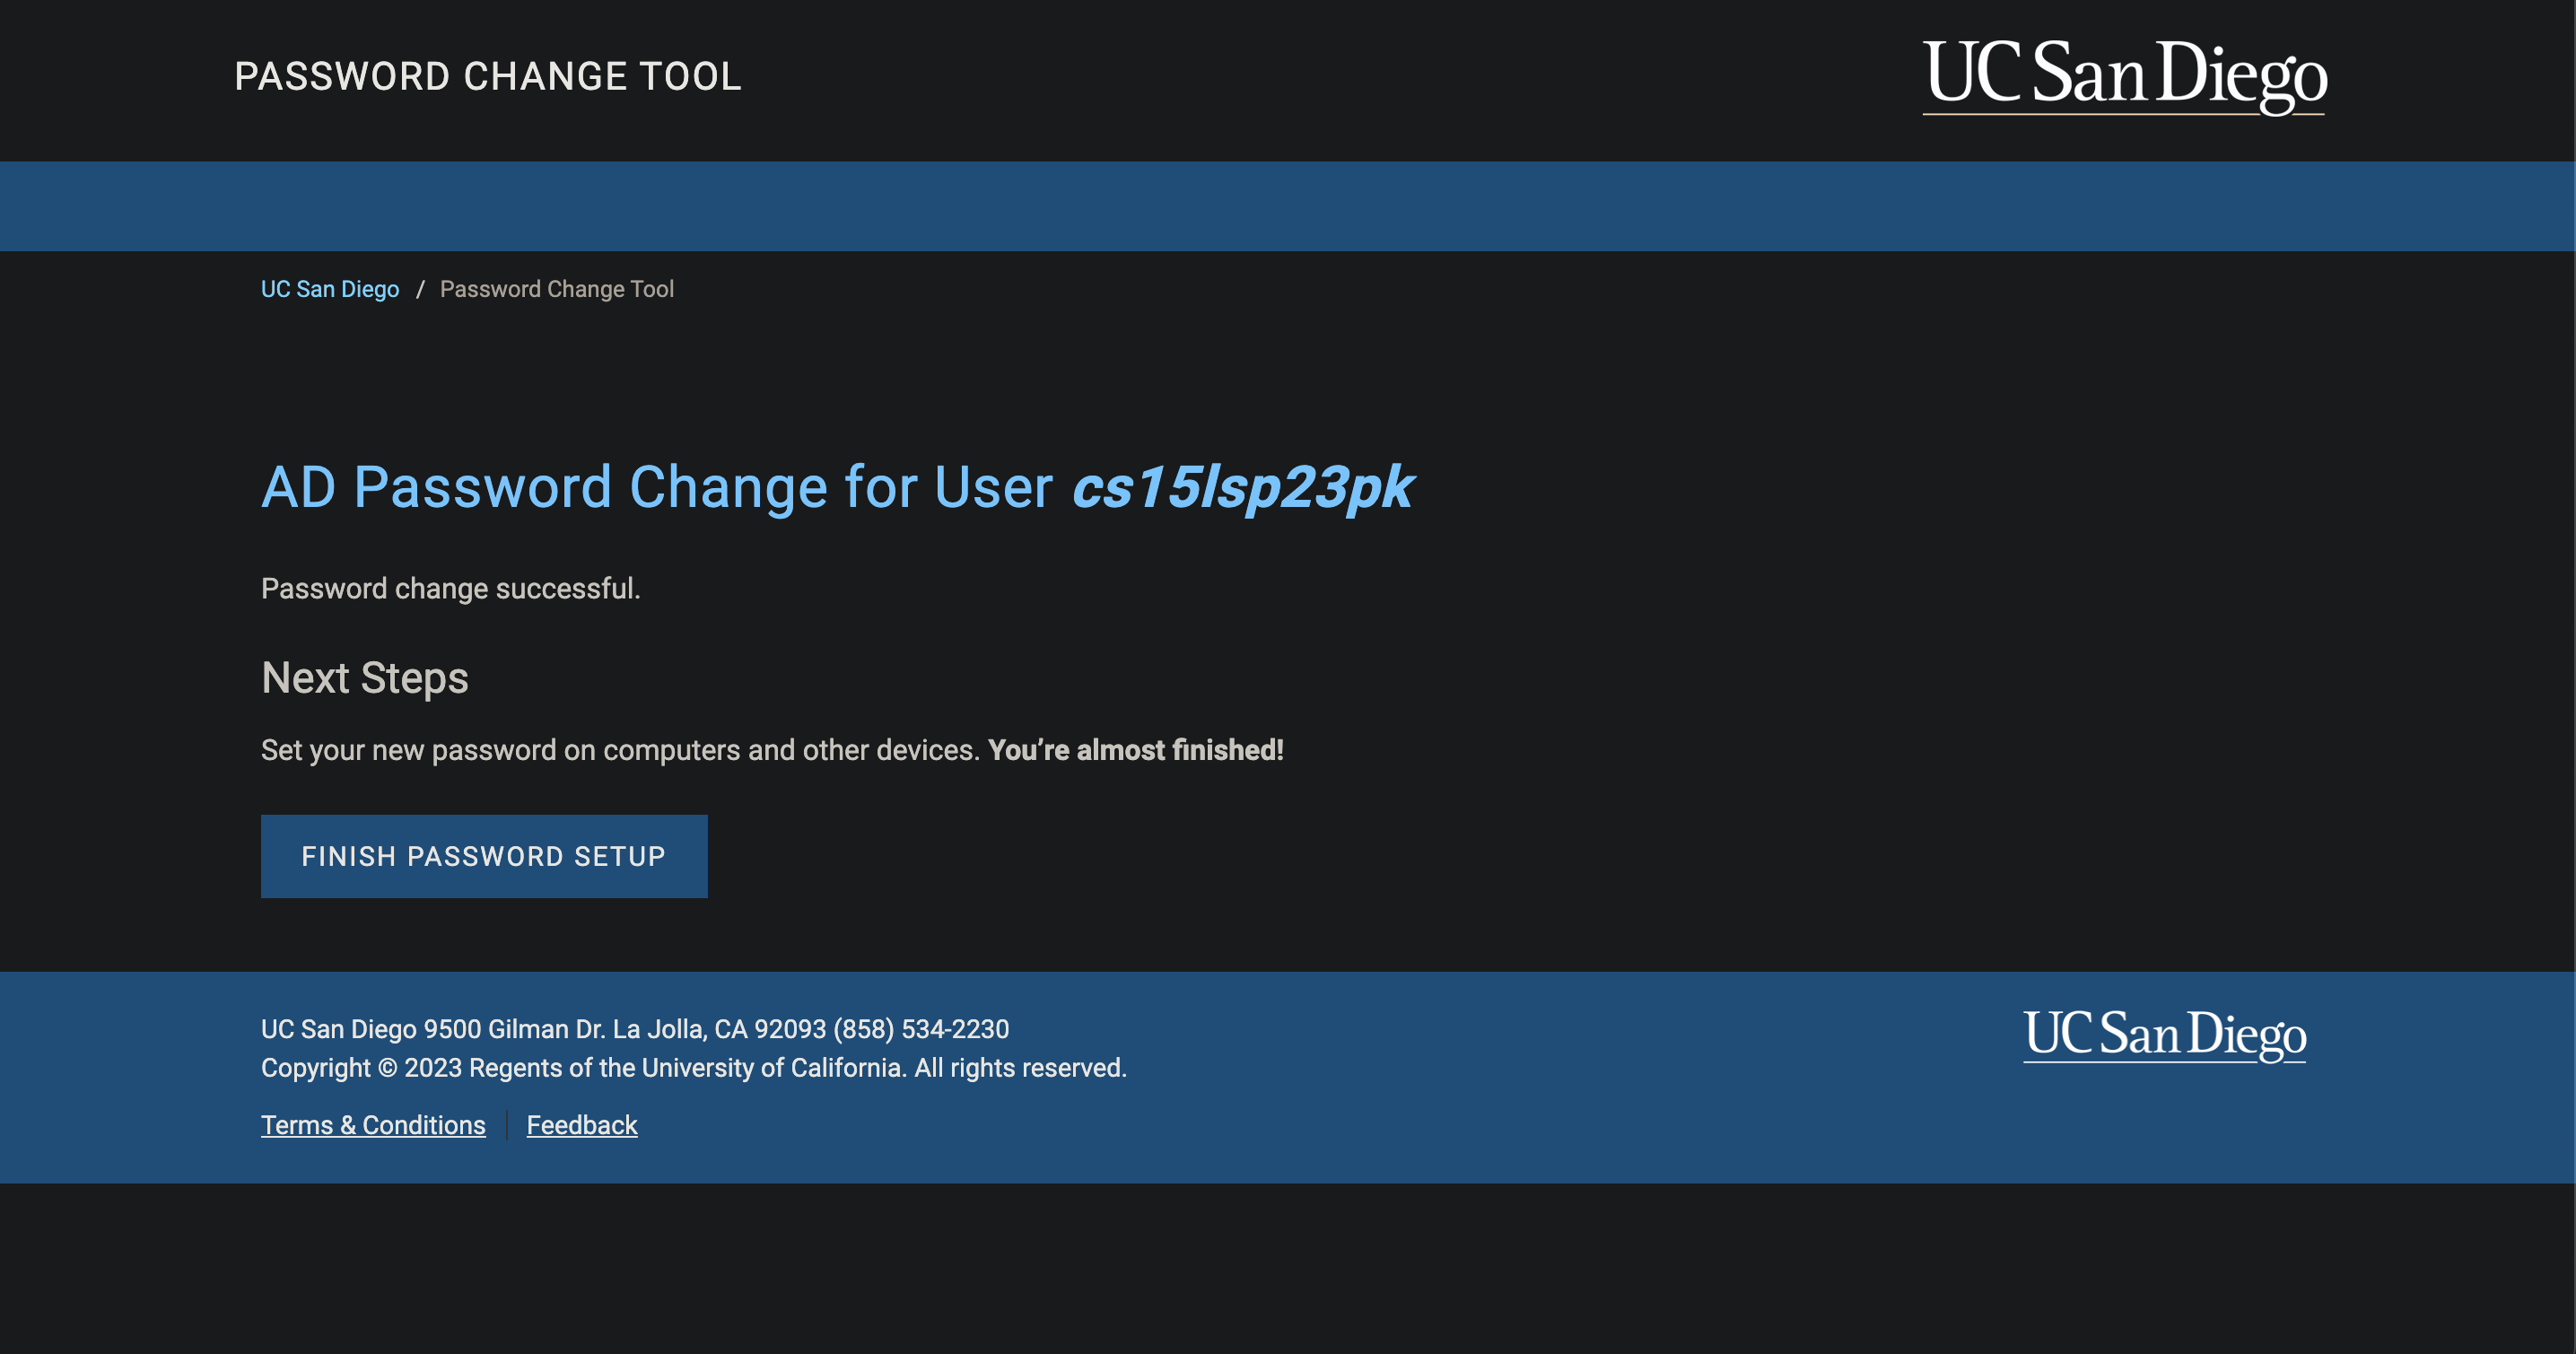 PASSWORD CHANGE TOOL
UC San Diego
UC San Diego / Password Change Tool
AD Password Change for User cs15lsp23pk
Password change successful.
Next Steps
Set your new password on computers and other devices. You’re almost finished!
FINISH PASSWORD SETUP
UC San Diego 9500 Gilman Dr. La Jolla, CA 92093 (858) 534-2230
Copyright © 2023 Regents of the University of California. All rights reserved.
Terms & Conditions
Feedback
UC San Diego